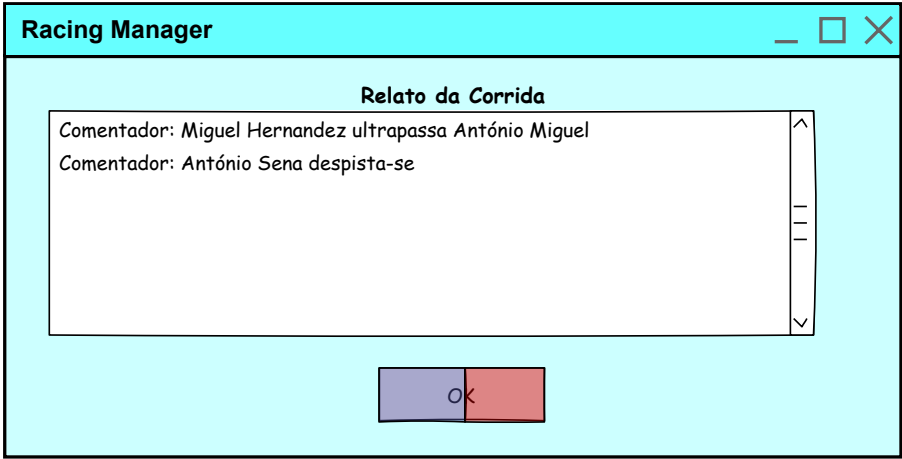 Racing Manager
Relato da Corrida
Comentador: Miguel Hernandez ultrapassa António Miguel
Comentador: António Sena despista-se
OK